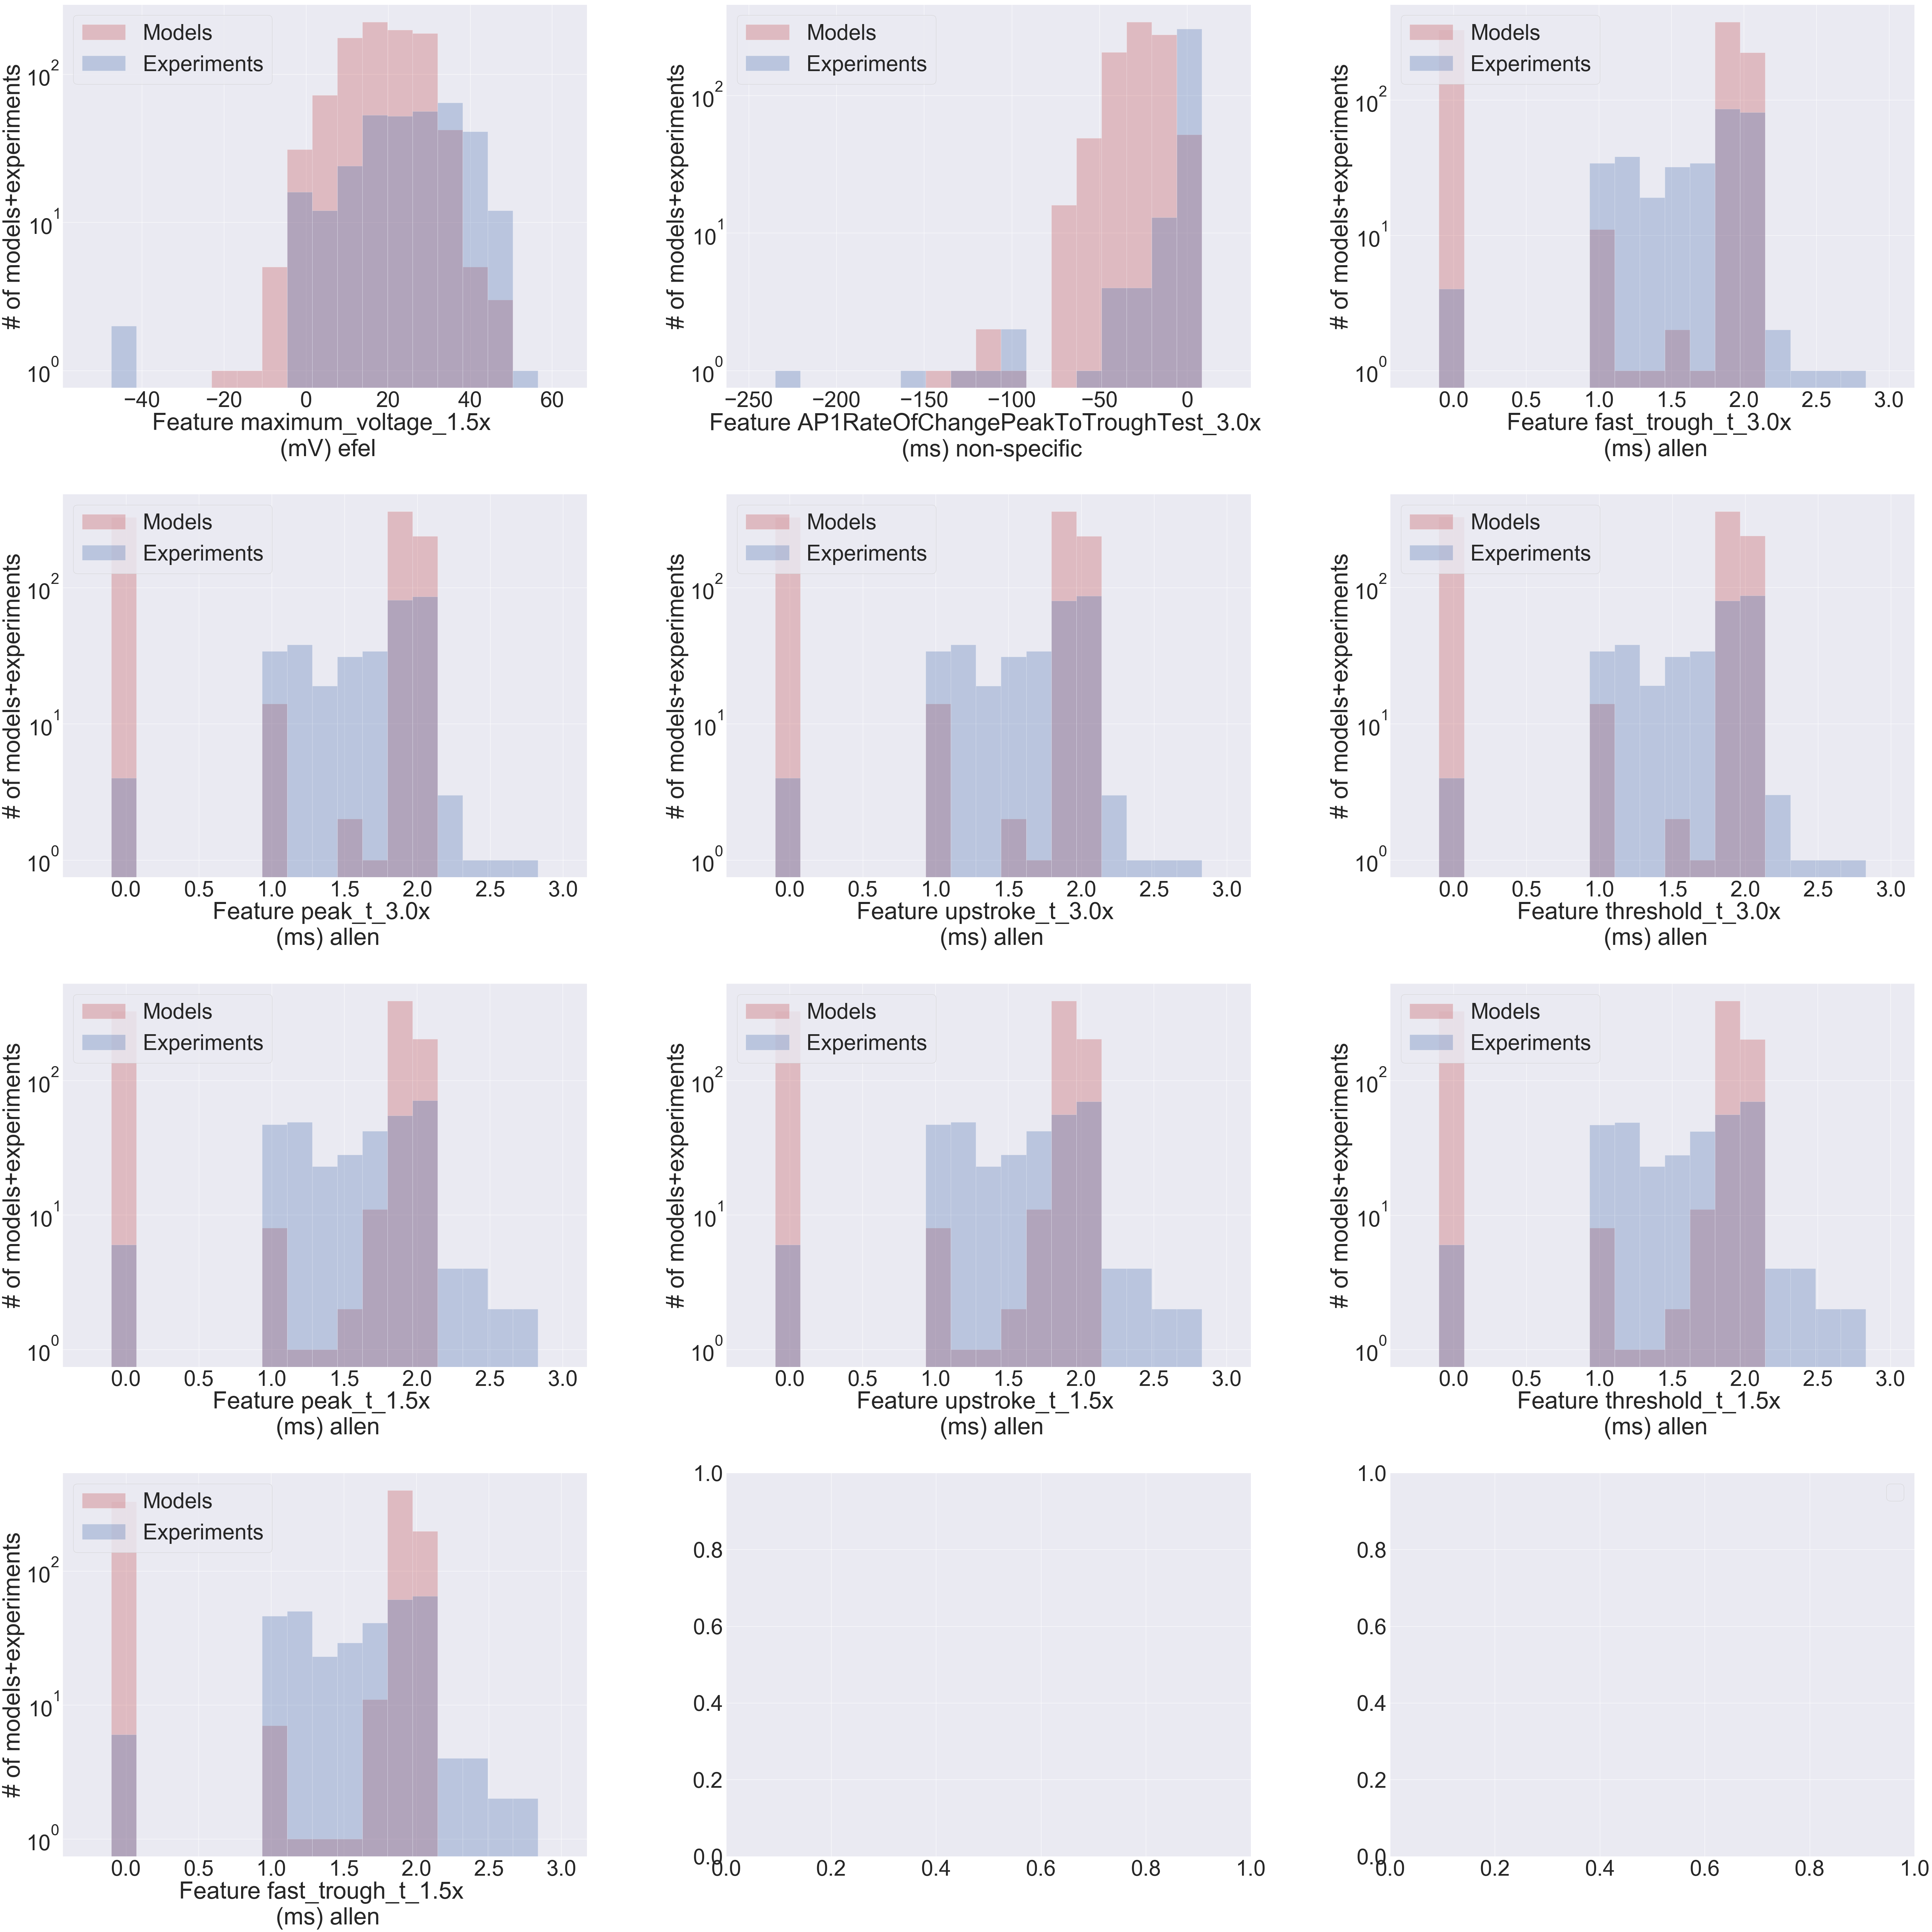 # of models+experiments
10^2
10^1
10^0
Models
Experiments
−40 −20 0 20 40 60
Feature maximum_voltage_1.5x
(mV) efel
# of models+experiments
10^2
10^1
10^0
Models
Experiments
−250 −200 −150 −100 −50 0
Feature AP1RateOfChangePeakToTroughTest_3.0x
(ms) non-specific
# of models+experiments
10^2
10^1
10^0
Models
Experiments
0.0 0.5 1.0 1.5 2.0 2.5 3.0
Feature fast_trough_t_3.0x
(ms) allen
# of models+experiments
10^2
10^1
10^0
Models
Experiments
0.0 0.5 1.0 1.5 2.0 2.5 3.0
Feature peak_t_3.0x
(ms) allen
# of models+experiments
10^2
10^1
10^0
Models
Experiments
0.0 0.5 1.0 1.5 2.0 2.5 3.0
Feature upstroke_t_3.0x
(ms) allen
# of models+experiments
10^2
10^1
10^0
Models
Experiments
0.0 0.5 1.0 1.5 2.0 2.5 3.0
Feature threshold_t_3.0x
(ms) allen
# of models+experiments
10^2
10^1
10^0
Models
Experiments
0.0 0.5 1.0 1.5 2.0 2.5 3.0
Feature peak_t_1.5x
(ms) allen
# of models+experiments
10^2
10^1
10^0
Models
Experiments
0.0 0.5 1.0 1.5 2.0 2.5 3.0
Feature upstroke_t_1.5x
(ms) allen
# of models+experiments
10^2
10^1
10^0
Models
Experiments
0.0 0.5 1.0 1.5 2.0 2.5 3.0
Feature threshold_t_1.5x
(ms) allen
# of models+experiments
10^2
10^1
10^0
Models
Experiments
0.0 0.5 1.0 1.5 2.0 2.5 3.0
Feature fast_trough_t_1.5x
(ms) allen
1.0
0.8
0.6
0.4
0.2
0.0
0.0 0.2 0.4 0.6 0.8 1.0
1.0
0.8
0.6
0.4
0.2
0.0
0.0 0.2 0.4 0.6 0.8 1.0